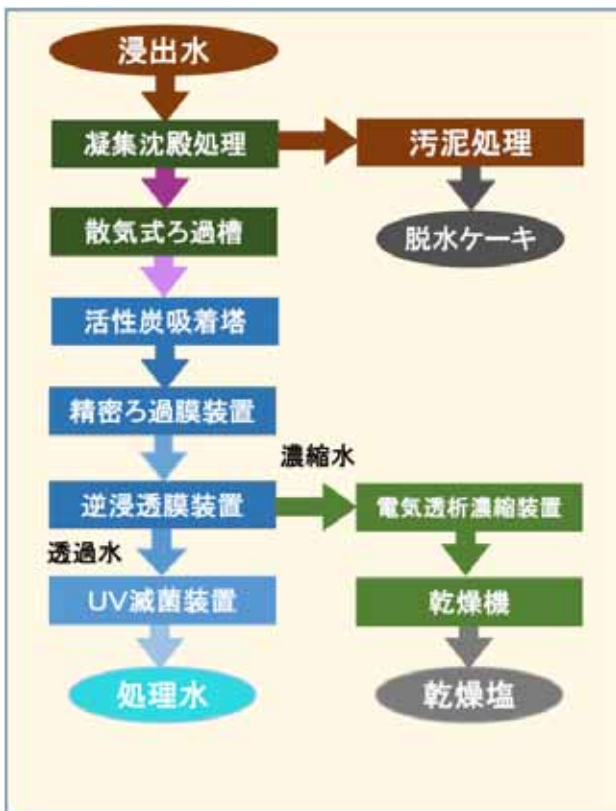 浸出水
凝集沈殿処理
汚泥処理
散気式ろ過槽
脱水ケーキ
活性炭吸着塔
精密ろ過膜装置
濃縮水
逆浸透膜装置
電気透析濃縮装置
透過水
UV滅菌装置
乾燥機
処理水
乾燥塩